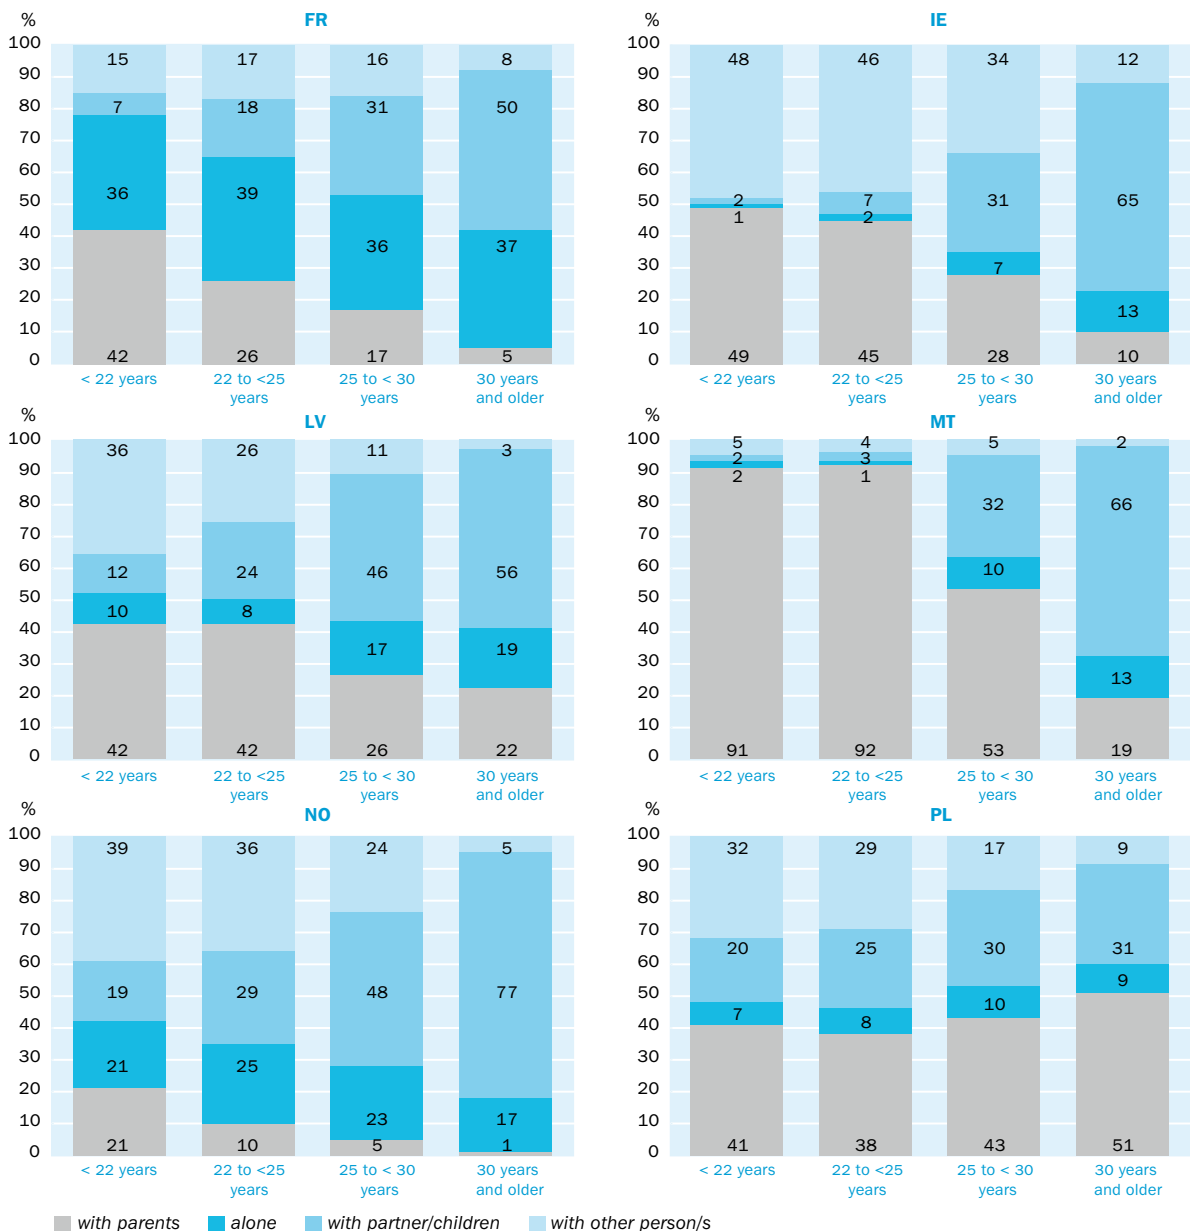 %
FR
100
90
80
70
60
50
40
30
20
10
0
15 17 16 8
7 18 31 50
36 39 36 37
42 26 17 5
< 22 years 22 to <25 25 to < 30 30 years
years years and older
%
IE
100
90
80
70
60
50
40
30
20
10
0
48 46 34 12
2 7 31 65
1 2 7 13
49 45 28 10
< 22 years 22 to <25 25 to < 30 30 years
years years and older
%
LV
100
90
80
70
60
50
40
30
20
10
0
36 26 11 3
12 24 46 56
10 8 17 19
42 42 26 22
< 22 years 22 to <25 25 to < 30 30 years
years years and older
%
MT
100
90
80
70
60
50
40
30
20
10
0
5 4 5 2
2 3 32 66
2 1 10 13
91 92 53 19
< 22 years 22 to <25 25 to < 30 30 years
years years and older
%
NO
100
90
80
70
60
50
40
30
20
10
0
39 36 24 5
19 29 48 77
21 25 23 17
21 10 5 1
< 22 years 22 to <25 25 to < 30 30 years
years years and older
%
PL
100
90
80
70
60
50
40
30
20
10
0
32 29 17 9
20 25 30 31
7 8 10 9
41 38 43 51
< 22 years 22 to <25 25 to < 30 30 years
years years and older
with parents alone with partner/children with other person/s